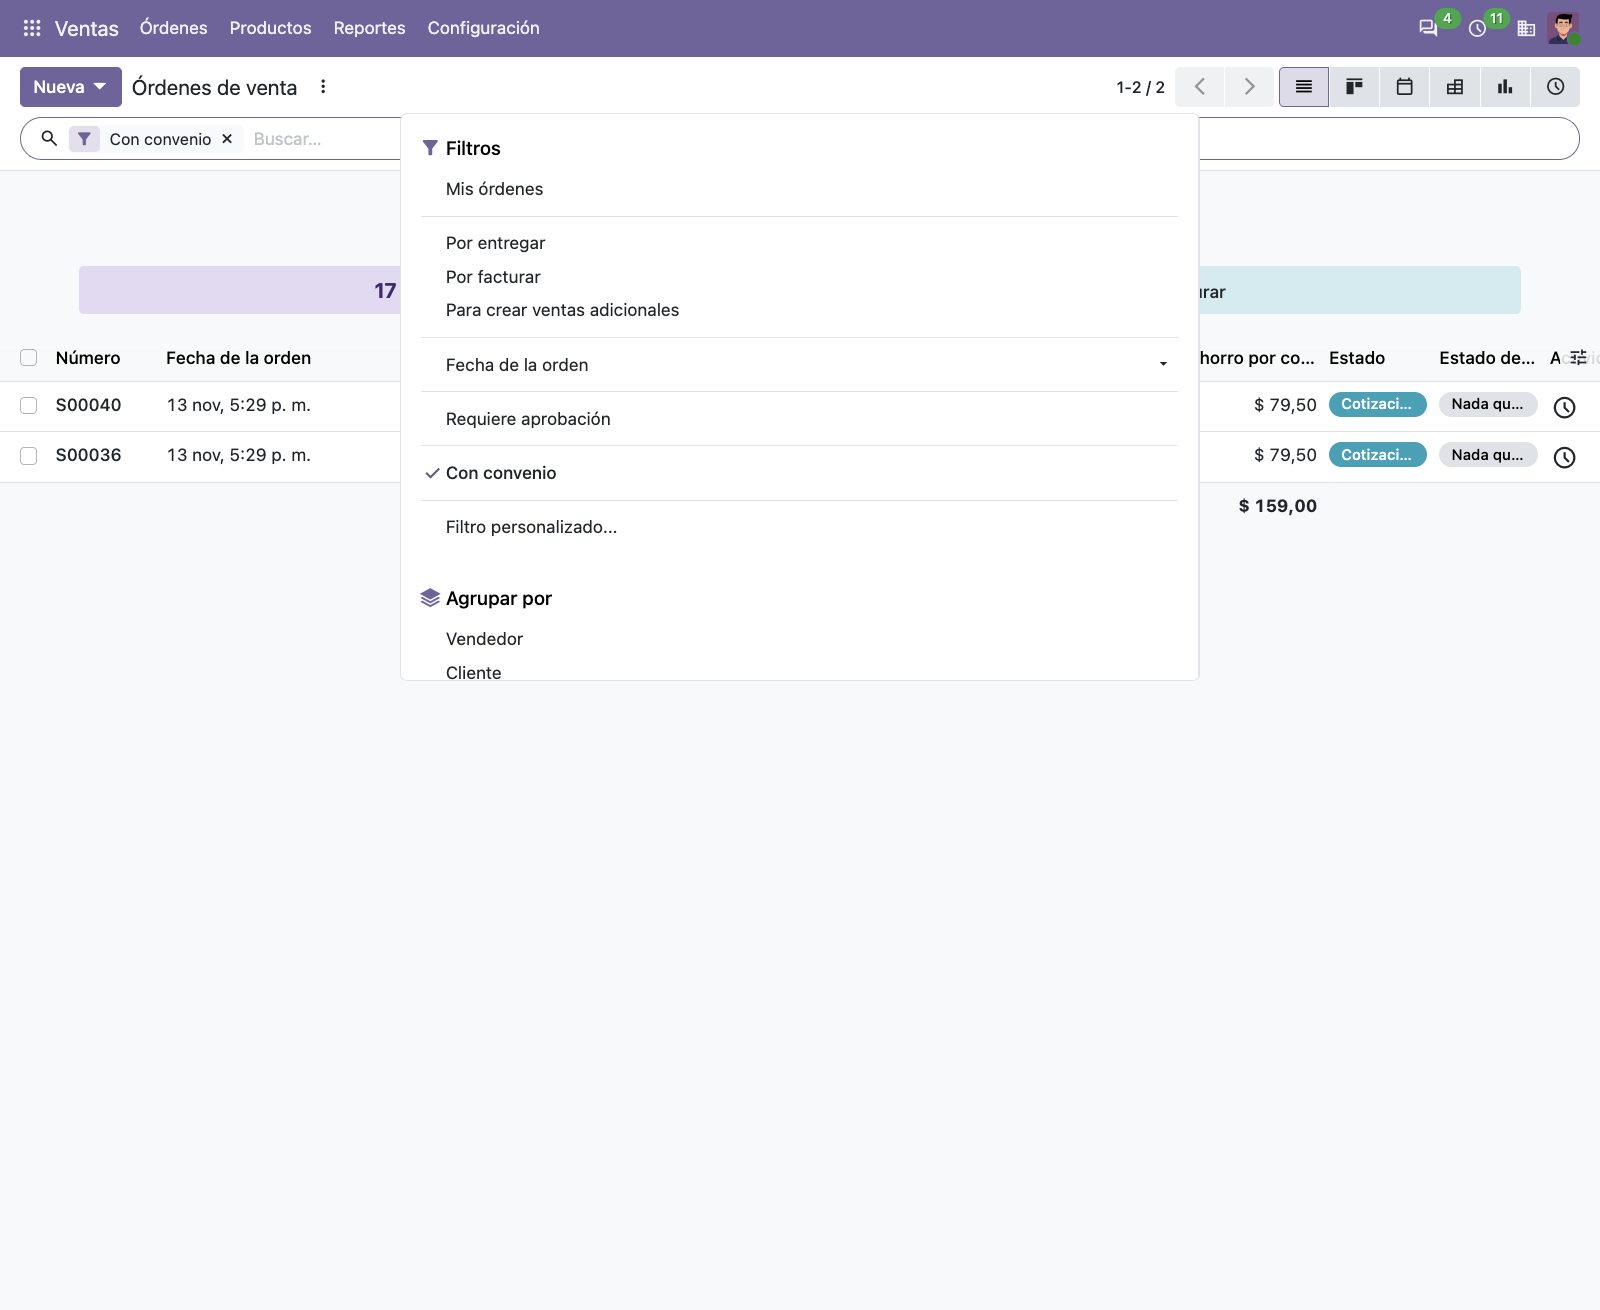 Ventas Órdenes Productos Reportes Configuración 4 11
Nueva Órdenes de venta 1-2 / 2
Con convenio Buscar...
Filtros
Mis órdenes
Por entregar
Por facturar
Para crear ventas adicionales
Fecha de la orden
Requiere aprobación
Con convenio
Filtro personalizado...
Agrupar por
Vendedor
Cliente
17
Número Fecha de la orden horro por co... Estado Estado de...
S00040 13 nov, 5:29 p. m. $ 79,50 Cotizaci... Nada qu...
S00036 13 nov, 5:29 p. m. $ 79,50 Cotizaci... Nada qu...
$ 159,00